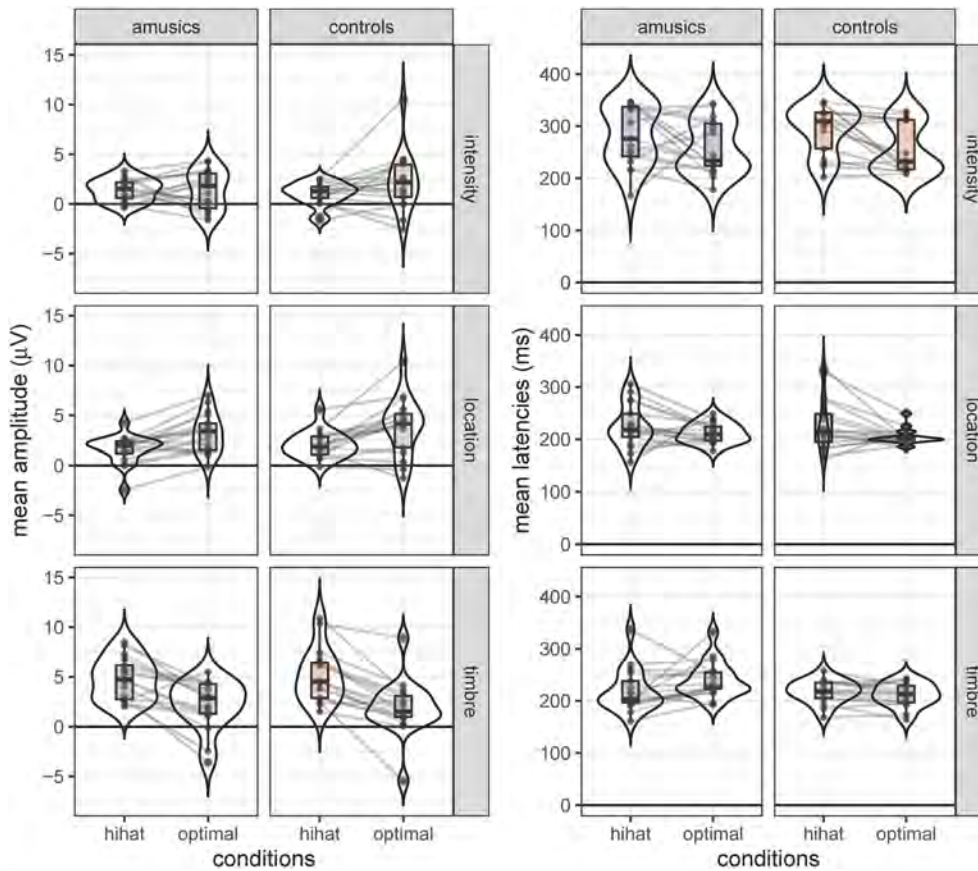 amusics controls
15
10
5
0
−5
intensity
15
10
5
0
−5
location
15
10
5
0
−5
timbre
mean amplitude (μV)
hihat optimal hihat optimal
conditions
amusics controls
400
300
200
100
0
intensity
400
300
200
100
0
location
400
300
200
100
0
timbre
mean latencies (ms)
hihat optimal hihat optimal
conditions